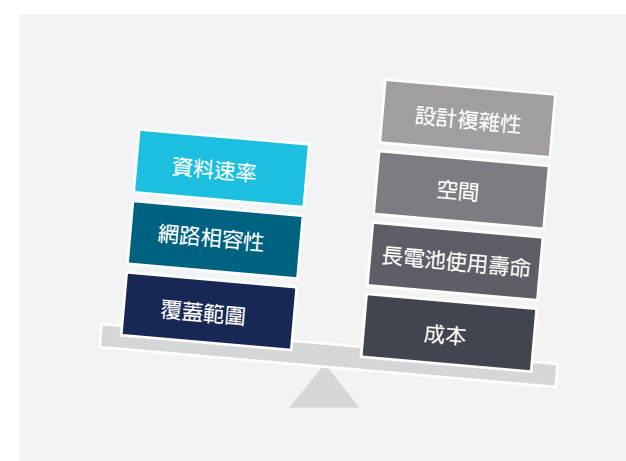 資料速率
網路相容性
覆蓋範圍
設計複雜性
空間
長電池使用壽命
成本